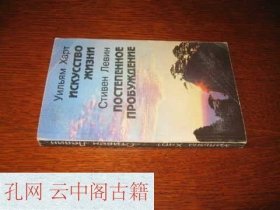 Уильям Харт
ИСКУССТВО
ЖИЗНИ
Стивен Левин
ПОСТЕПЕННОЕ
ПРОБУЖДЕНИЕ
孔网 云中阁古籍